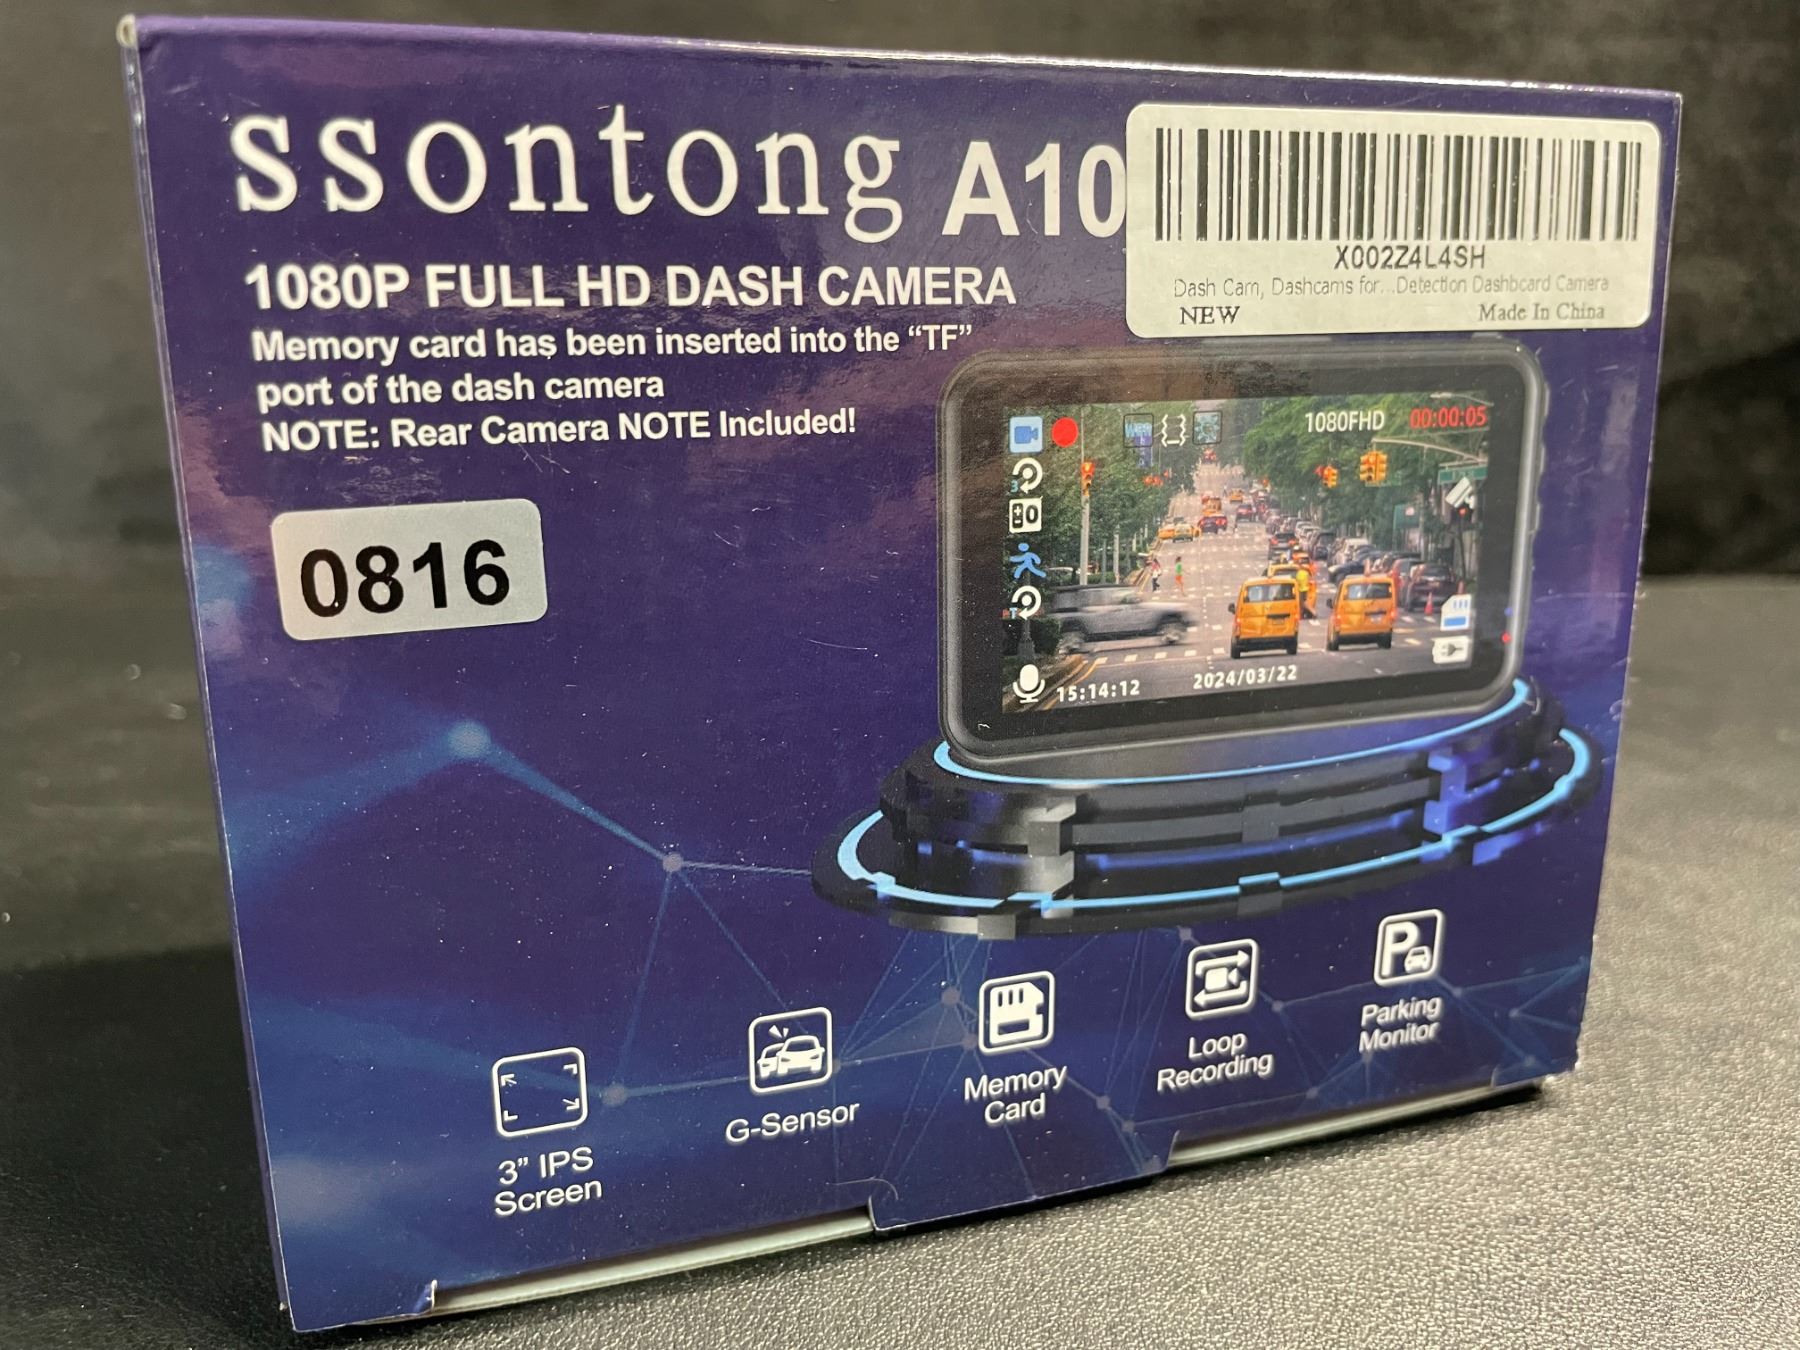 ssontong A10
X002Z4L4SH
Dash Cam, Dashcams for...Detection Dashboard Camera
NEW Made In China
1080P FULL HD DASH CAMERA
Memory card has been inserted into the “TF”
port of the dash camera
NOTE: Rear Camera NOTE Included!
0816
1080FHD 00:00:05
15:14:12 2024/03/22
3” IPS
Screen
G-Sensor
Memory
Card
Loop
Recording
P
Parking
Monitor